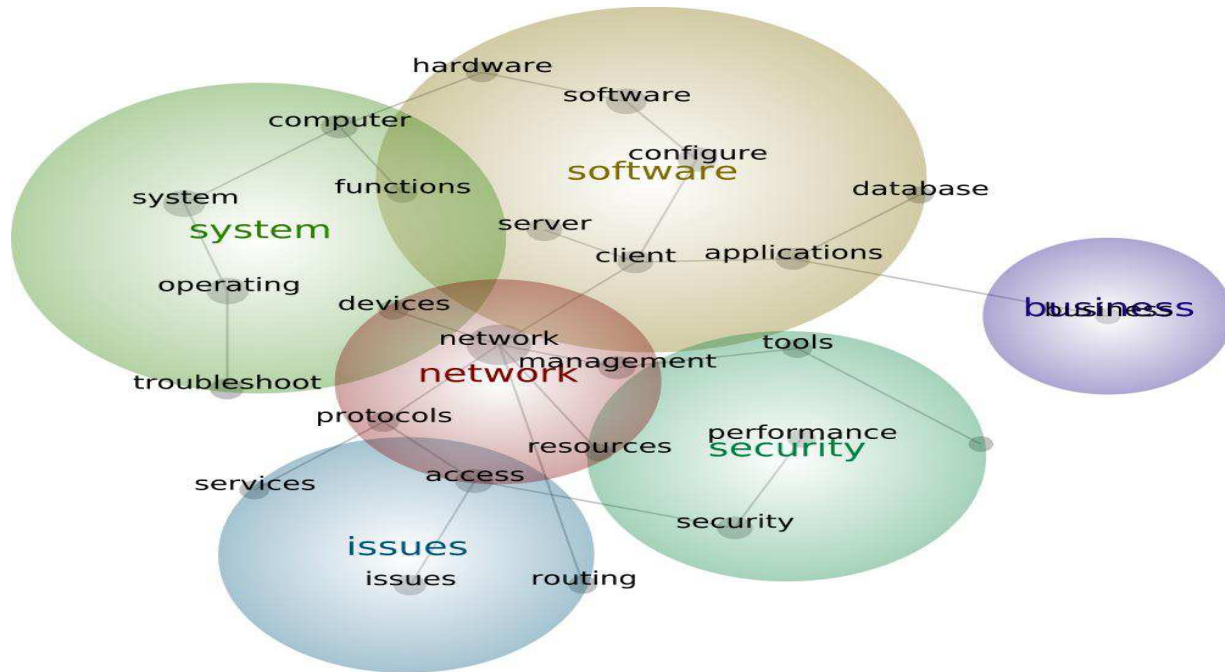 hardware
software
computer
configure
software
functions
database
system
system
server
client
applications
operating
devices
business
business
network
tools
management
network
troubleshoot
protocols
performance
resources
security
access
services
security
issues
issues
routing